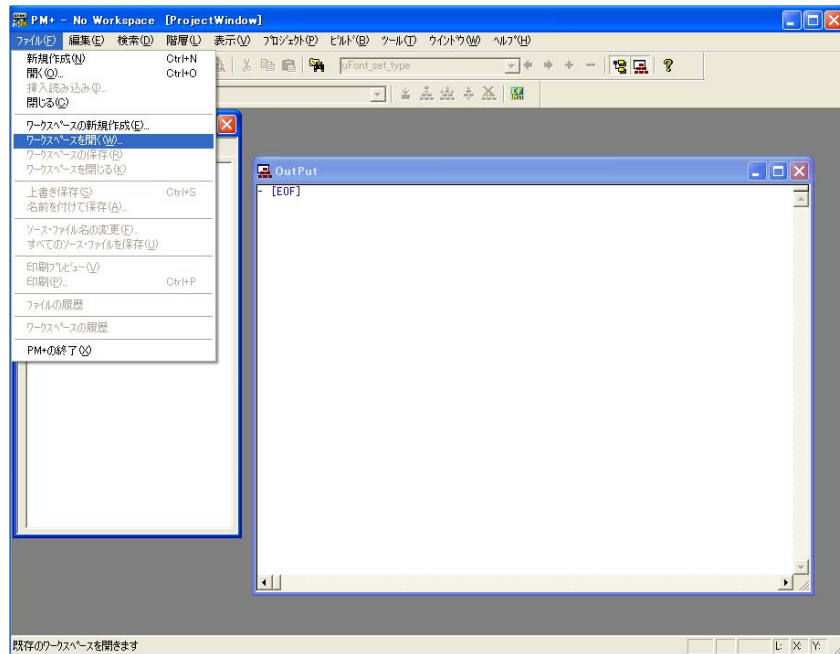 PM+ - No Workspace [ProjectWindow]
ファイル(F) 編集(E) 検索(D) 階層(L) 表示(V) プロジェクト(P) ビルド(B) ツール(T) ウインドウ(W) ヘルプ(H)
新規作成(N) Ctrl+N
開く(O)... Ctrl+O
挿入読み込み(I)...
閉じる(C)
ワークスペースの新規作成(E)...
ワークスペースを開く(W)...
ワークスペースの保存(R)
ワークスペースを閉じる(K)
上書き保存(S) Ctrl+S
名前を付けて保存(A)...
ソース・ファイル名の変更(F)...
すべてのソース・ファイルを保存(U)
印刷プレビュー(V)
印刷(P)... Ctrl+P
ファイルの履歴
ワークスペースの履歴
PM+の終了(X)
uFont_set_type
OutPut
- [EOF]
既存のワークスペースを開きます
L: X: Y: